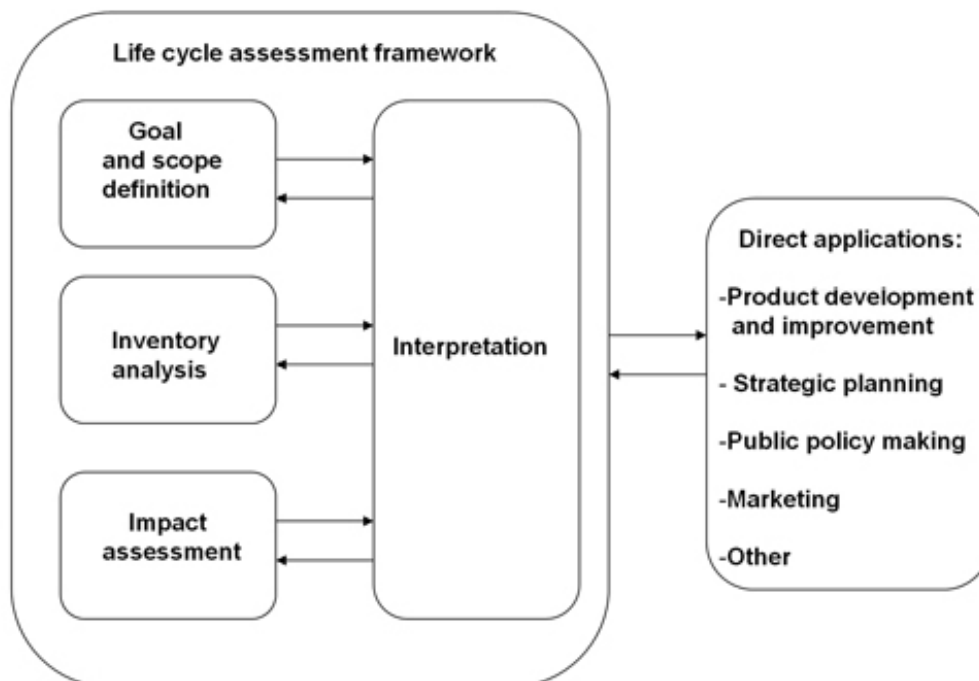 Life cycle assessment framework
Goal
and scope
definition
Inventory
analysis
Impact
assessment
Interpretation
Direct applications:
-Product development
and improvement
- Strategic planning
-Public policy making
-Marketing
-Other